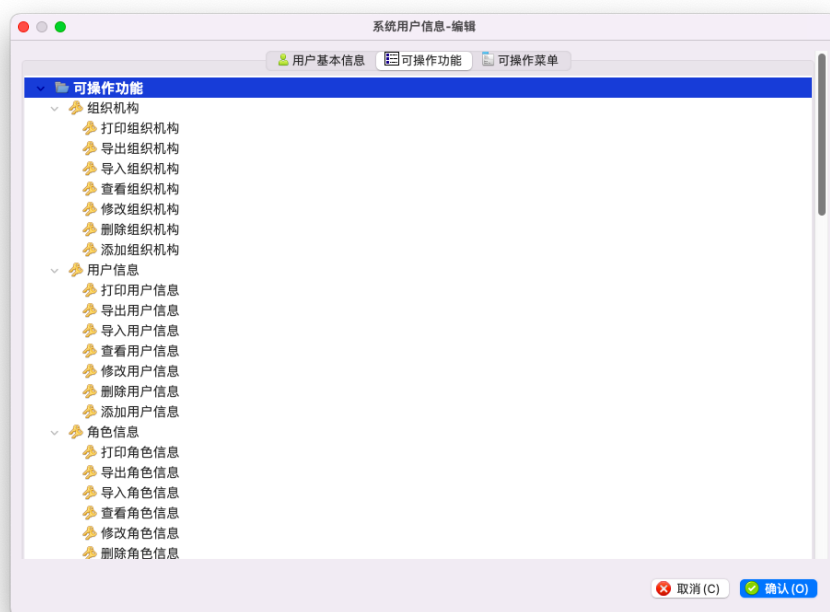 系统用户信息-编辑
用户基本信息 可操作功能 可操作菜单
可操作功能
组织机构
打印组织机构
导出组织机构
导入组织机构
查看组织机构
修改组织机构
删除组织机构
添加组织机构
用户信息
打印用户信息
导出用户信息
导入用户信息
查看用户信息
修改用户信息
删除用户信息
添加用户信息
角色信息
打印角色信息
导出角色信息
导入角色信息
查看角色信息
修改角色信息
删除角色信息
取消(C) 确认(O)